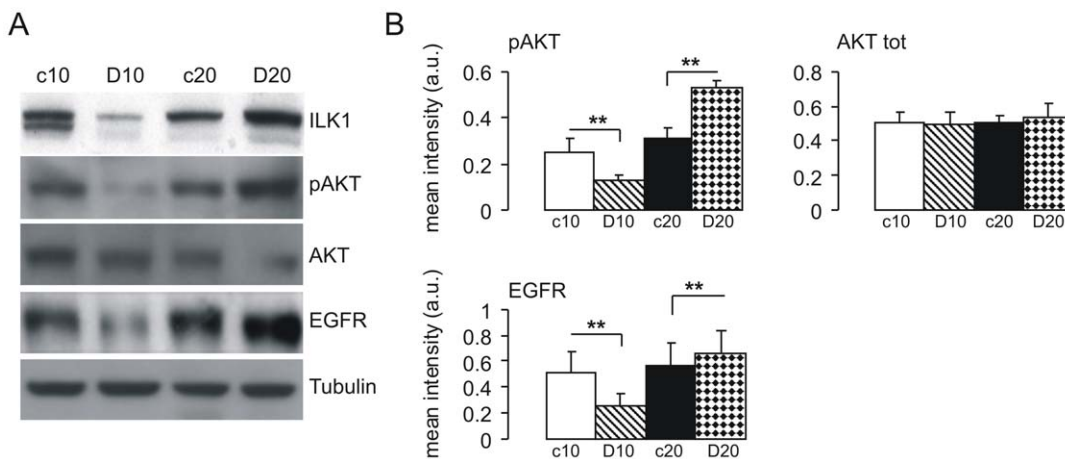 A
c10 D10 c20 D20
ILK1
pAKT
AKT
EGFR
Tubulin
B
pAKT
mean intensity (a.u.)
0.6
0.4
0.2
0
**
**
c10 D10 c20 D20
AKT tot
0.8
0.6
0.4
0.2
0
c10 D10 c20 D20
EGFR
mean intensity (a.u.)
1
0.8
0.6
0.4
0.2
0
**
**
c10 D10 c20 D20